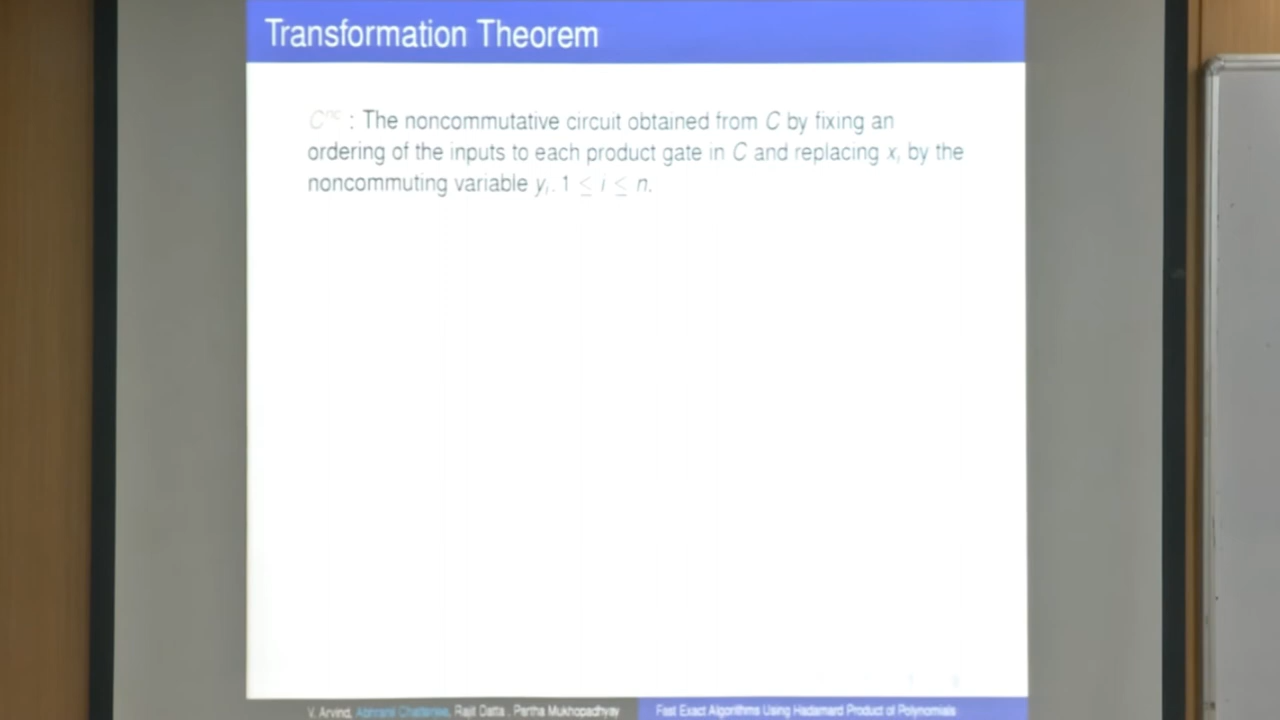 Transformation Theorem
C^nc : The noncommutative circuit obtained from C by fixing an
ordering of the inputs to each product gate in C and replacing x_i by the
noncommuting variable y_i. 1 ≤ i ≤ n.
V. Arvind, Abhranil Chatterjee, Rajit Datta , Partha Mukhopadhyay
Fast Exact Algorithms Using Hadamard Product of Polynomials